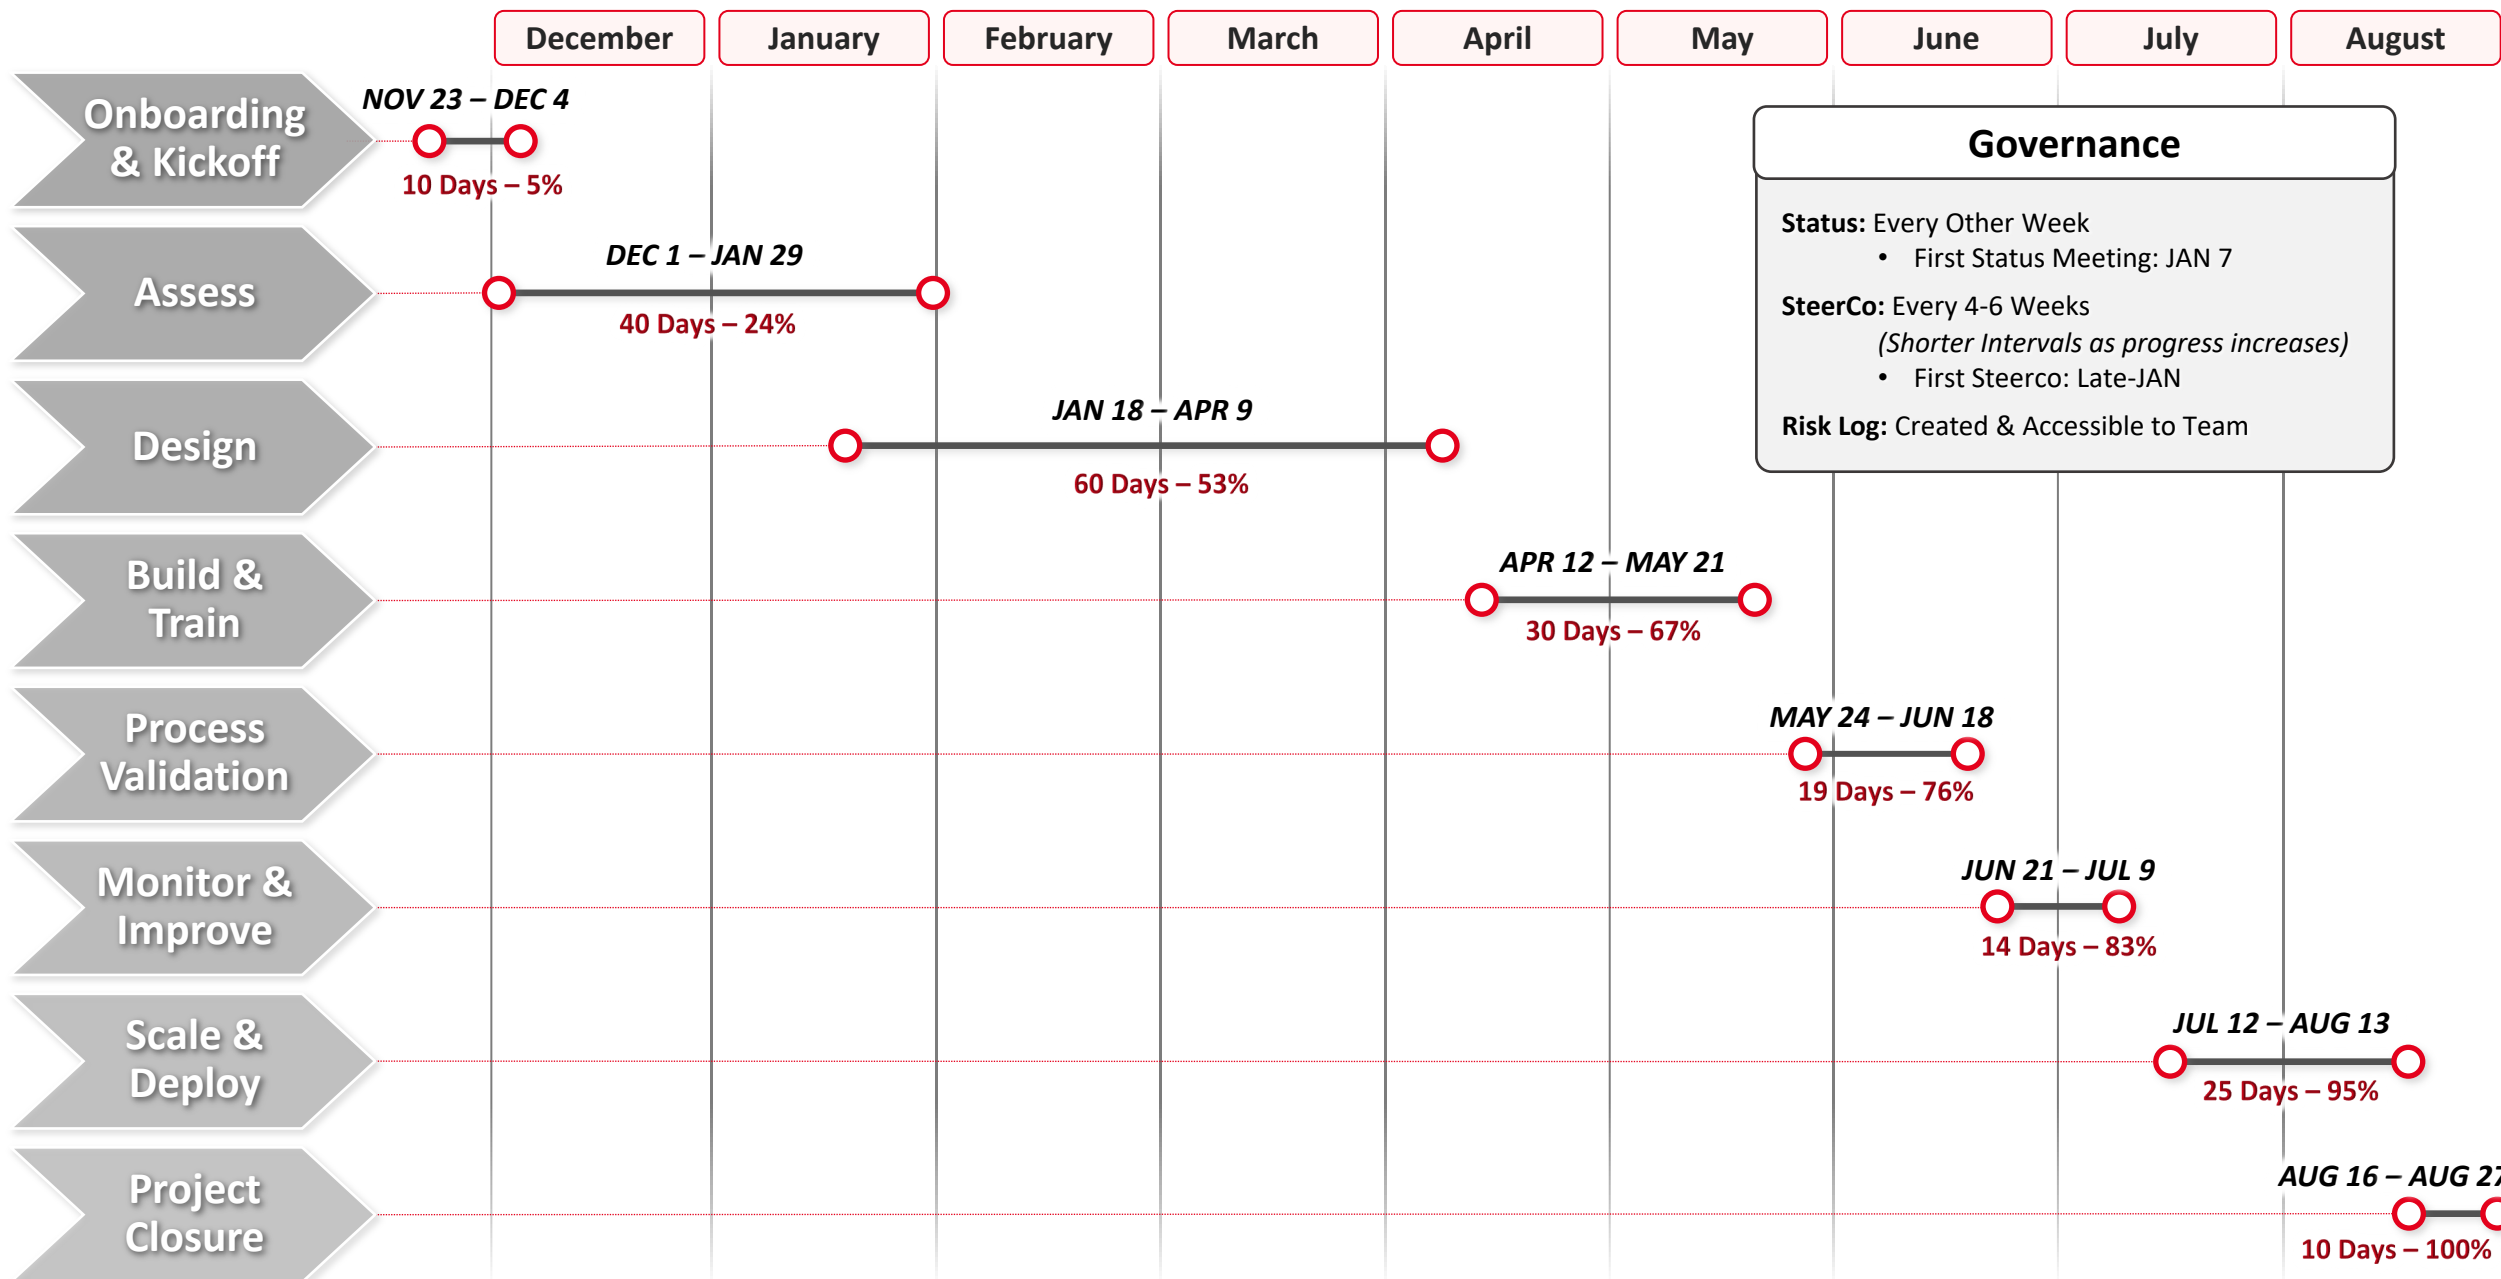 December
January
February
March
April
May
June
July
August
Onboarding
& Kickoff
NOV 23 – DEC 4
10 Days – 5%
Governance
Status: Every Other Week
• First Status Meeting: JAN 7
SteerCo: Every 4-6 Weeks
(Shorter Intervals as progress increases)
• First Steerco: Late-JAN
Risk Log: Created & Accessible to Team
Assess
DEC 1 – JAN 29
40 Days – 24%
Design
JAN 18 – APR 9
60 Days – 53%
Build &
Train
APR 12 – MAY 21
30 Days – 67%
Process
Validation
MAY 24 – JUN 18
19 Days – 76%
Monitor &
Improve
JUN 21 – JUL 9
14 Days – 83%
Scale &
Deploy
JUL 12 – AUG 13
25 Days – 95%
Project
Closure
AUG 16 – AUG 27
10 Days – 100%